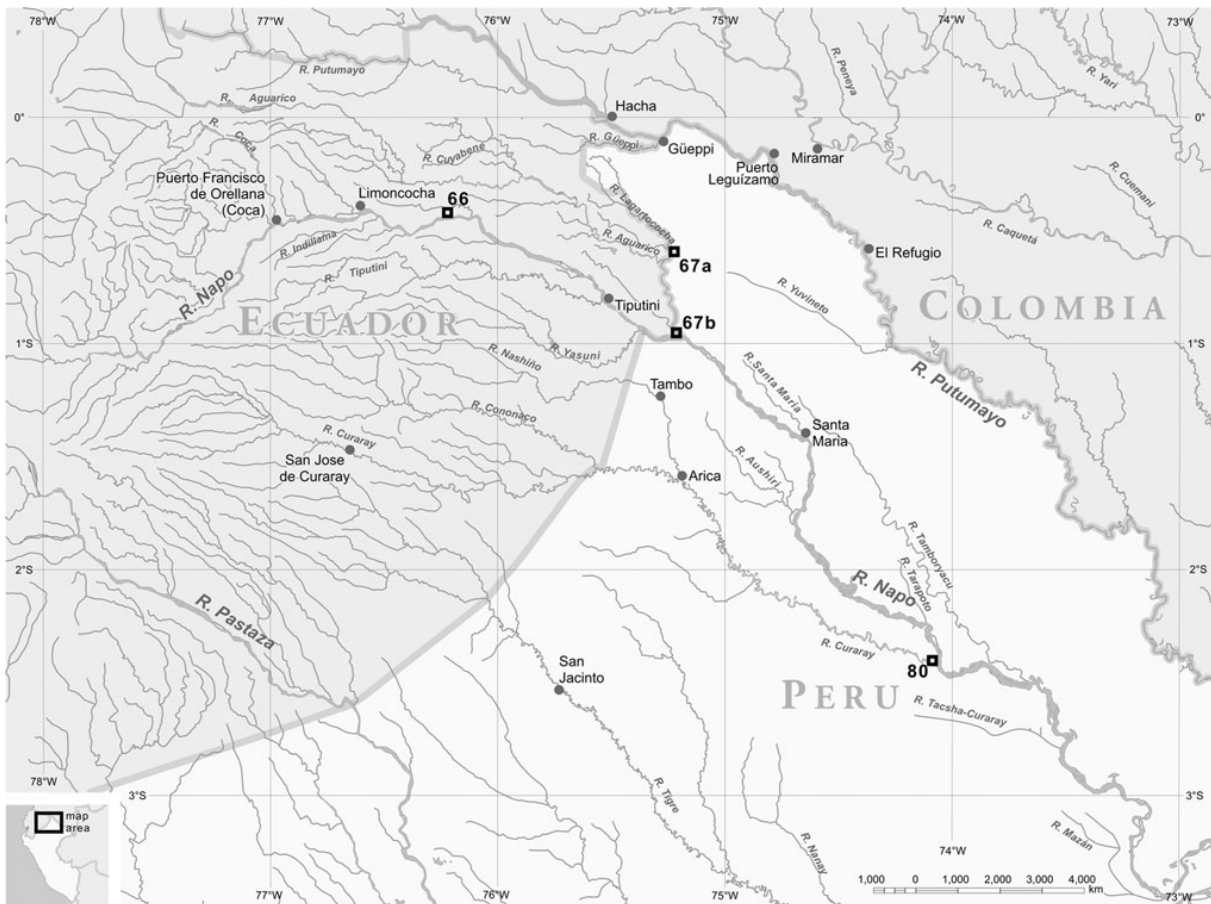 78°W
77°W
76°W
75°W
74°W
73°W
R. Putumayo
R. Peneya
R. Yari
R. Aguarico
Hacha
0°
0°
R. Coca
R. Güeppi
Güeppi
Miramar
R. Cuyabene
Puerto
Leguízamo
Puerto Francisco
de Orellana
(Coca)
Limoncocha
66
R. Cuemani
R. Lagartococha
R. Caquetá
R. Indillama
R. Aguarico
El Refugio
67a
R. Tiputini
R. Yuvineto
R. Napo
Tiputini
COLOMBIA
ECUADOR
67b
1°S
1°S
R. Yasuni
R. Nashiño
R. Putumayo
Tambo
R. Santa Maria
R. Cononaco
Santa
Maria
R. Curaray
San Jose
de Curaray
R. Aushiri
Arica
R. Tamboryacu
2°S
2°S
R. Tarapoto
R. Napo
R. Pastaza
R. Curaray
San
Jacinto
80
PERU
R. Tacsha-Curaray
78°W
3°S
3°S
R. Tigre
map
area
R. Mazán
R. Nanay
74°W
1,000
0
1,000
2,000
3,000
4,000
km
77°W
76°W
75°W
73°W